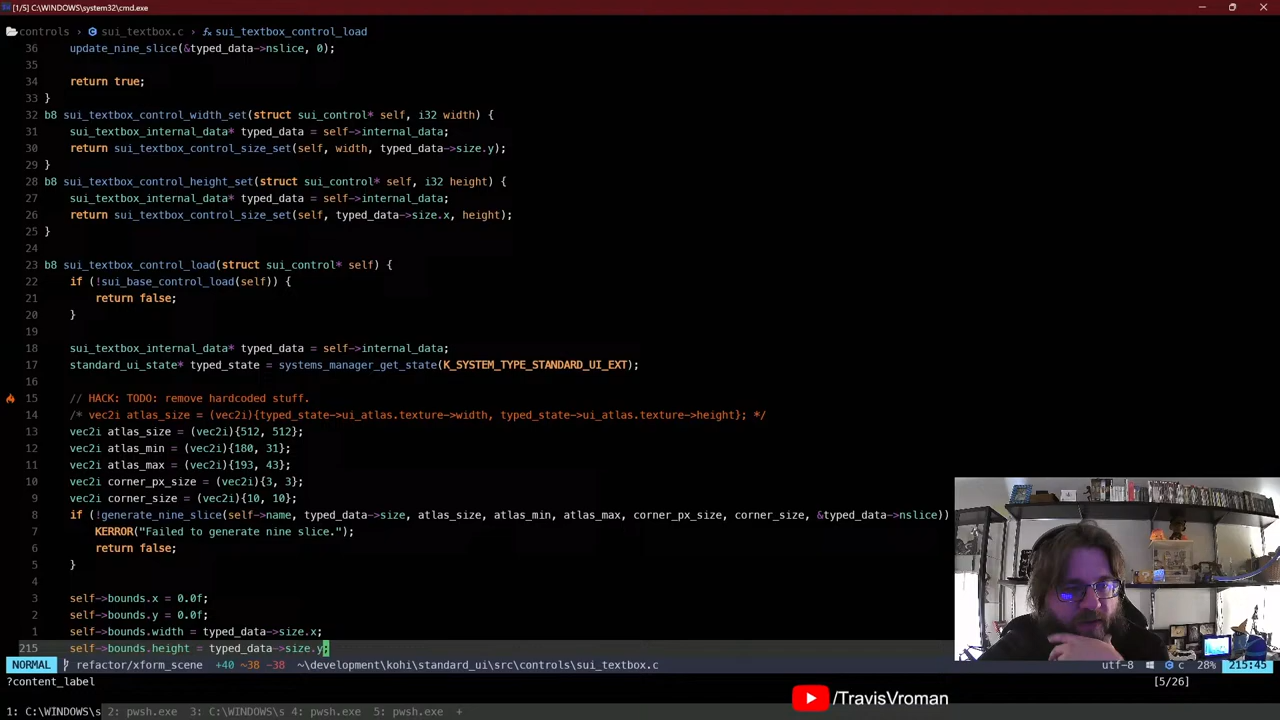 [1/5] C:\WINDOWS\system32\cmd.exe
controls › sui_textbox.c › sui_textbox_control_load
36 update_nine_slice(&typed_data->nslice, 0);
35
34 return true;
33 }
32 b8 sui_textbox_control_width_set(struct sui_control* self, i32 width) {
31 sui_textbox_internal_data* typed_data = self->internal_data;
30 return sui_textbox_control_size_set(self, width, typed_data->size.y);
29 }
28 b8 sui_textbox_control_height_set(struct sui_control* self, i32 height) {
27 sui_textbox_internal_data* typed_data = self->internal_data;
26 return sui_textbox_control_size_set(self, typed_data->size.x, height);
25 }
24
23 b8 sui_textbox_control_load(struct sui_control* self) {
22 if (!sui_base_control_load(self)) {
21 return false;
20 }
19
18 sui_textbox_internal_data* typed_data = self->internal_data;
17 standard_ui_state* typed_state = systems_manager_get_state(K_SYSTEM_TYPE_STANDARD_UI_EXT);
16
15 // HACK: TODO: remove hardcoded stuff.
14 /* vec2i atlas_size = (vec2i){typed_state->ui_atlas.texture->width, typed_state->ui_atlas.texture->height}; */
13 vec2i atlas_size = (vec2i){512, 512};
12 vec2i atlas_min = (vec2i){180, 31};
11 vec2i atlas_max = (vec2i){193, 43};
10 vec2i corner_px_size = (vec2i){3, 3};
9 vec2i corner_size = (vec2i){10, 10};
8 if (!generate_nine_slice(self->name, typed_data->size, atlas_size, atlas_min, atlas_max, corner_px_size, corner_size, &typed_data->nslice))
7 KERROR("Failed to generate nine slice.");
6 return false;
5 }
4
3 self->bounds.x = 0.0f;
2 self->bounds.y = 0.0f;
1 self->bounds.width = typed_data->size.x;
215 self->bounds.height = typed_data->size.y;
NORMAL refactor/xform_scene +40 ~38 -38 ~\development\kohi\standard_ui\src\controls\sui_textbox.c utf-8 c 28% 215:45
?content_label [5/26]
/TravisVroman
1: C:\WINDOWS\s 2: pwsh.exe 3: C:\WINDOWS\s 4: pwsh.exe 5: pwsh.exe +